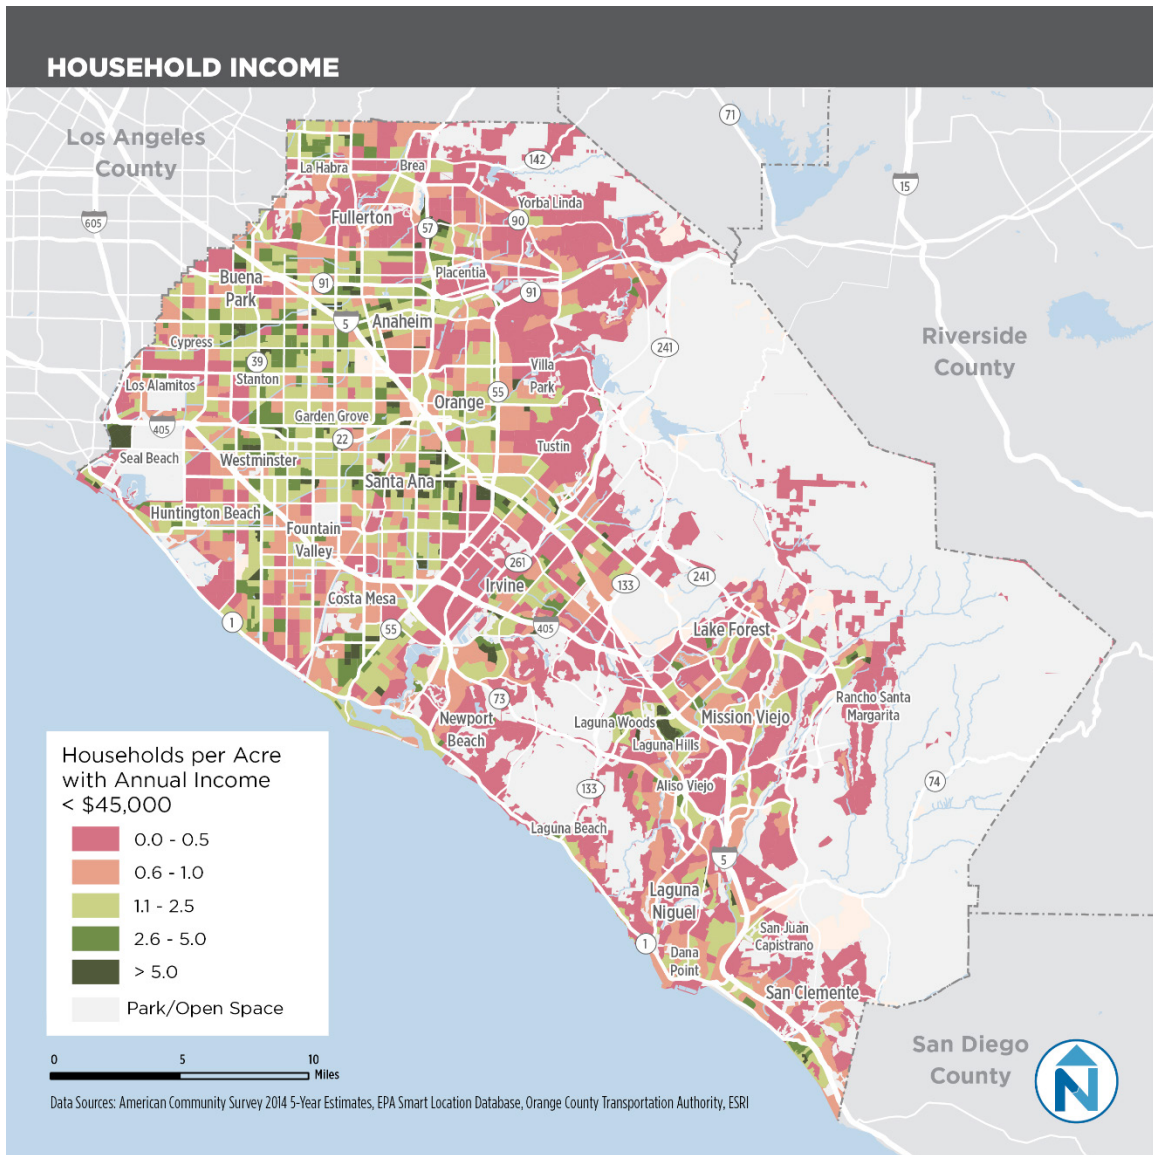 HOUSEHOLD INCOME
Los Angeles
County
71
142
15
La Habra
Brea
605
Yorba Linda
Fullerton
90
57
Buena
Park
91
Placentia
91
5
Anaheim
Riverside
County
Cypress
241
39
Villa
Park
Stanton
Los Alamitos
55
Orange
Garden Grove
405
22
Tustin
Seal Beach
Westminster
Santa Ana
Huntington Beach
Fountain
Valley
261
241
Irvine
133
Costa Mesa
1
55
405
Lake Forest
73
Rancho Santa
Margarita
Newport
Beach
Laguna Woods
Mission Viejo
Laguna Hills
74
133
Aliso Viejo
Laguna Beach
5
Laguna
Niguel
San Juan
Capistrano
1
Dana
Point
San Clemente
San Diego
County
Households per Acre
with Annual Income
< $45,000
0.0 - 0.5
0.6 - 1.0
1.1 - 2.5
2.6 - 5.0
> 5.0
Park/Open Space
0 5 10
Miles
N
Data Sources: American Community Survey 2014 5-Year Estimates, EPA Smart Location Database, Orange County Transportation Authority, ESRI